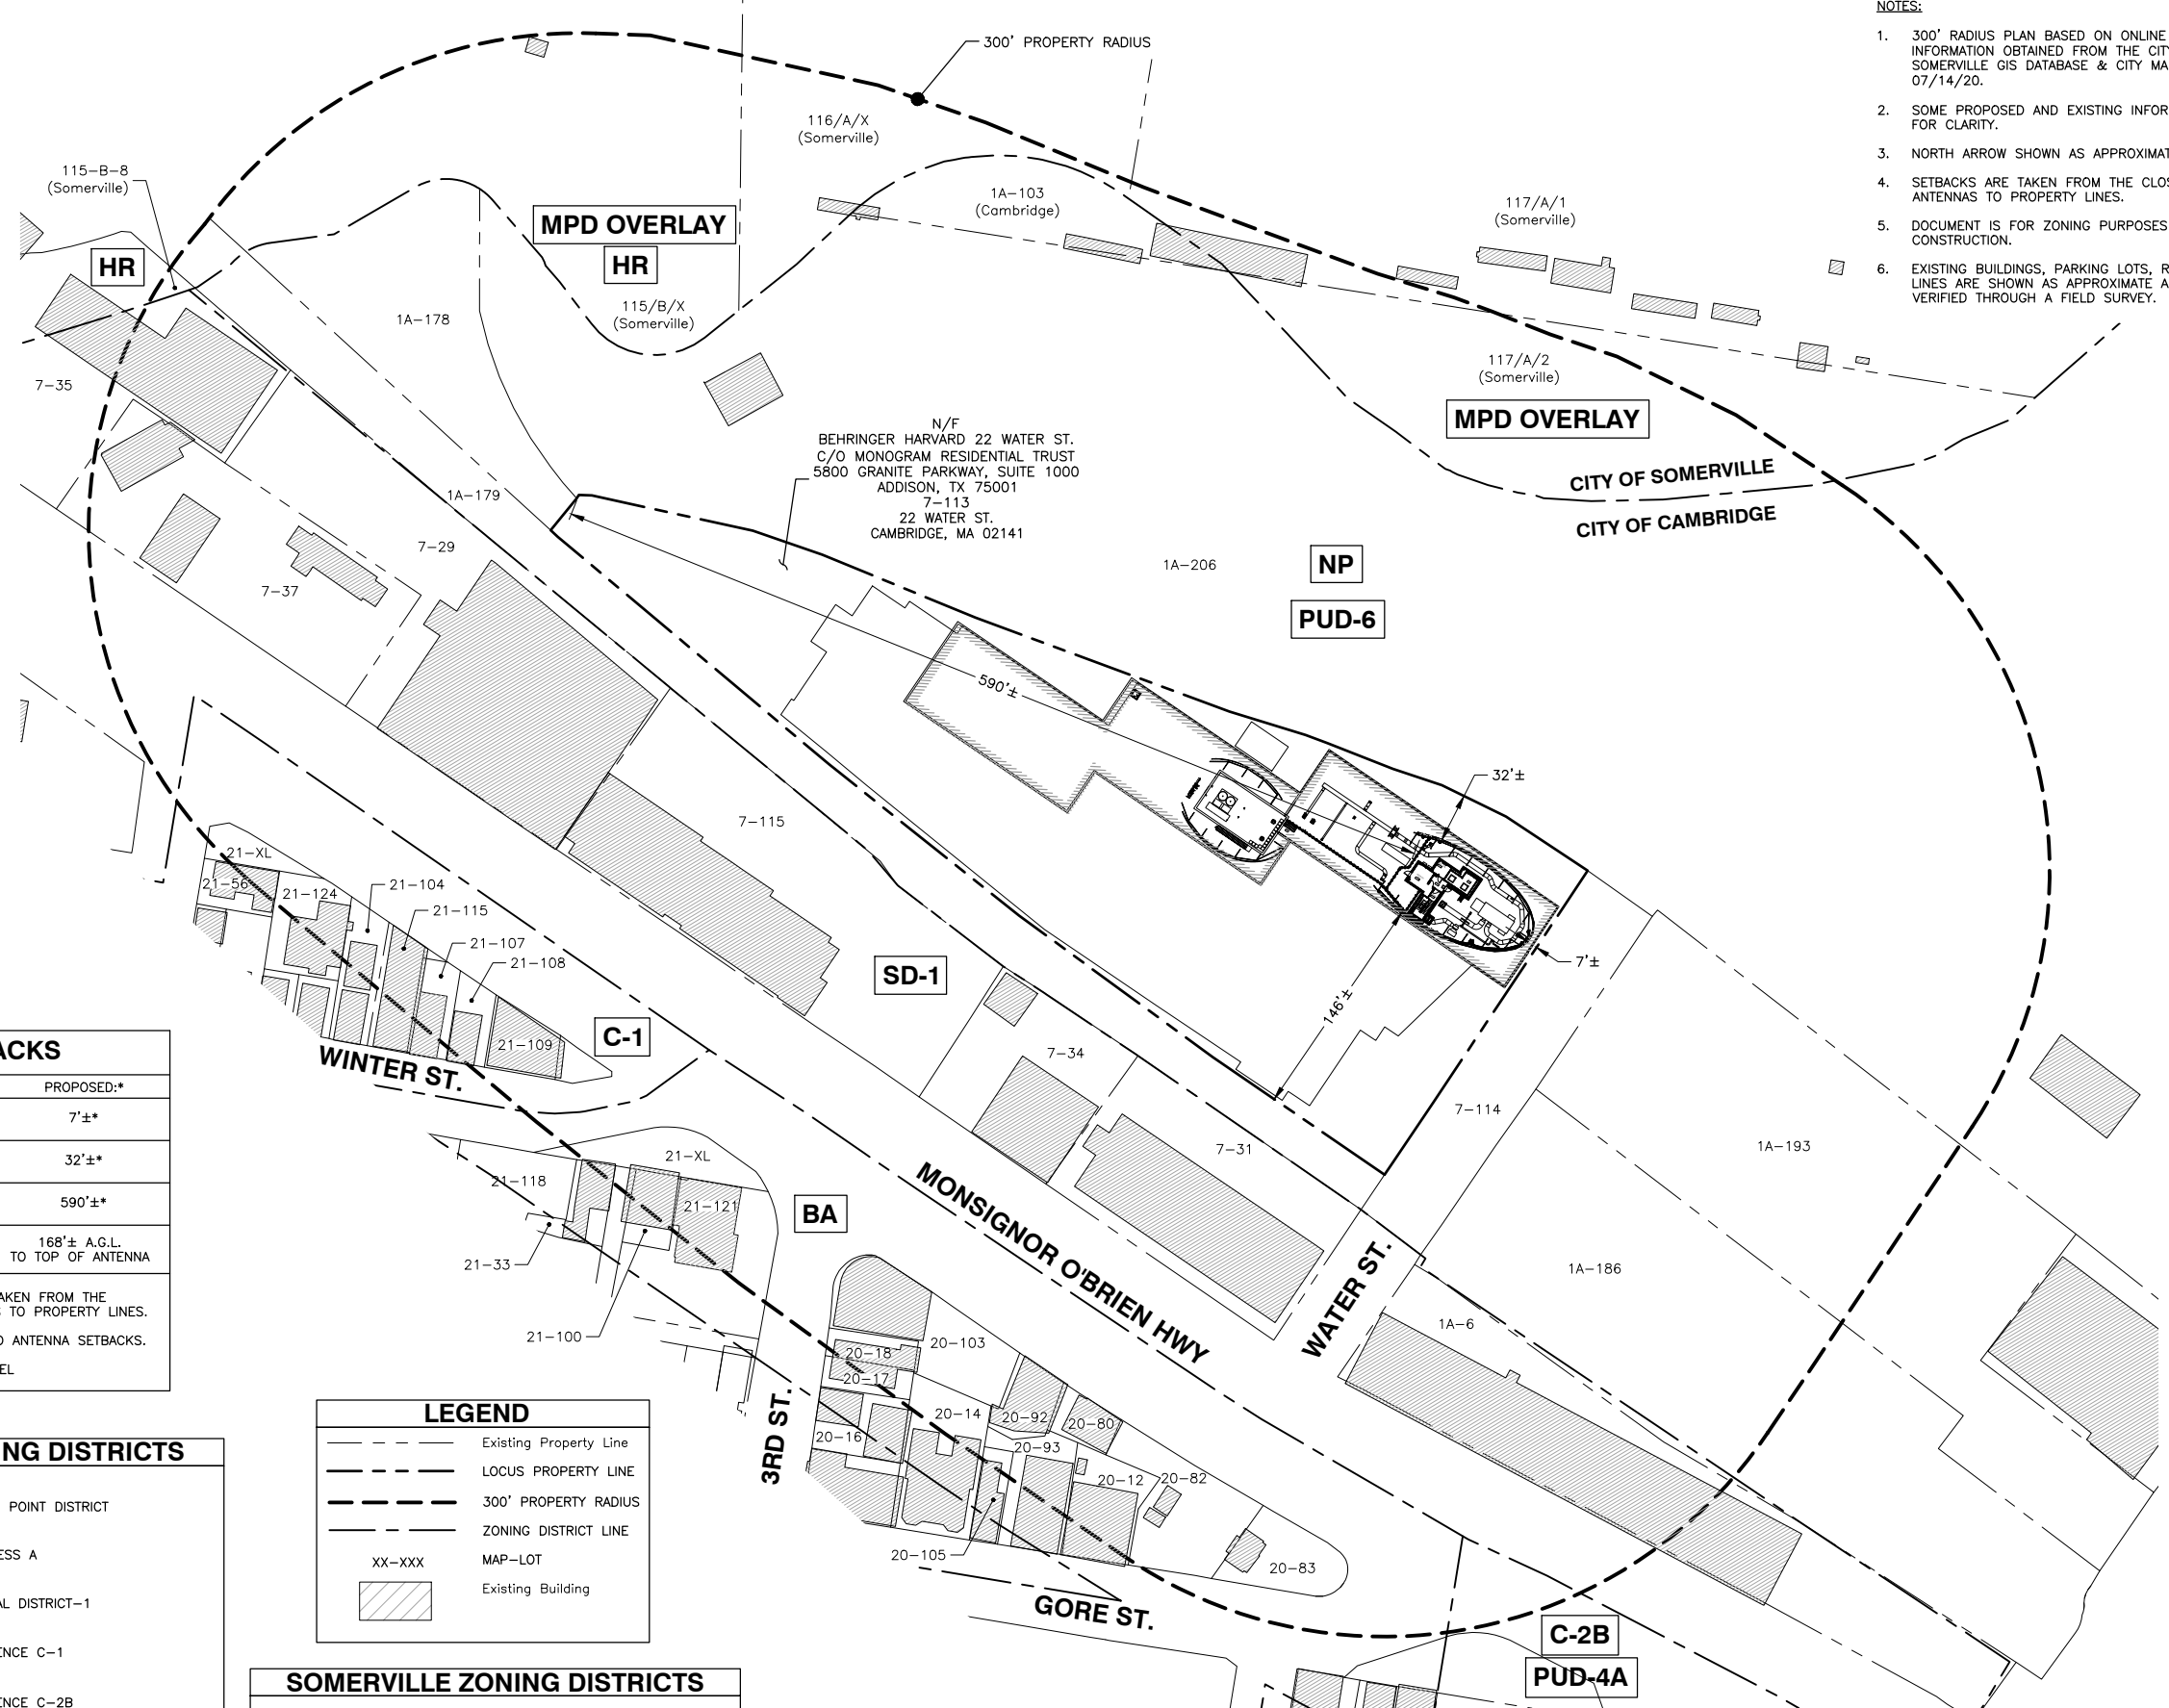 NOTES:
1. 300' RADIUS PLAN BASED ON ONLINE
INFORMATION OBTAINED FROM THE
SOMERVILLE GIS DATABASE & CITY
07/14/20.
2. SOME PROPOSED AND EXISTING
FOR CLARITY.
3. NORTH ARROW SHOWN AS
4. SETBACKS ARE TAKEN FROM THE
ANTENNAS TO PROPERTY LINES.
5. DOCUMENT IS FOR ZONING PURPOSES
CONSTRUCTION.
6. EXISTING BUILDINGS, PARKING LOTS,
LINES ARE SHOWN AS APPROXIMATE
VERIFIED THROUGH A FIELD SURVEY.
300' PROPERTY RADIUS
116/A/X
(Somerville)
115-B-8
(Somerville)
1A-103
(Cambridge)
117/A/1
(Somerville)
MPD OVERLAY
HR
HR
115/B/X
(Somerville)
1A-178
7-35
117/A/2
(Somerville)
MPD OVERLAY
N/F
BEHRINGER HARVARD 22 WATER ST.
C/O MONOGRAM RESIDENTIAL TRUST
5800 GRANITE PARKWAY, SUITE 1000
ADDISON, TX 75001
7-113
22 WATER ST.
CAMBRIDGE, MA 02141
CITY OF SOMERVILLE
CITY OF CAMBRIDGE
1A-179
7-29
7-37
1A-206
NP
PUD-6
590'±
32'±
7'±
146'±
7-115
21-XL
21-56
21-124
21-104
21-115
21-107
21-108
21-109
C-1
SD-1
WINTER ST.
7-34
7-31
7-114
1A-193
1A-186
1A-6
21-XL
21-118
21-121
21-33
21-100
BA
MONSIGNOR O'BRIEN HWY
WATER ST.
3RD ST.
20-103
20-18
20-17
20-14
20-16
20-92
20-80
20-93
20-12
20-82
20-105
20-83
GORE ST.
C-2B
PUD-4A
PROPOSED:*
7'±*
32'±*
590'±*
168'± A.G.L.
TO TOP OF ANTENNA
FROM THE
TO PROPERTY LINES.
ANTENNA SETBACKS.
LEGEND
Existing Property Line
LOCUS PROPERTY LINE
300' PROPERTY RADIUS
ZONING DISTRICT LINE
XX-XXX MAP-LOT
Existing Building
DISTRICTS
POINT DISTRICT
A
DISTRICT-1
C-1
C-2B
SOMERVILLE ZONING DISTRICTS